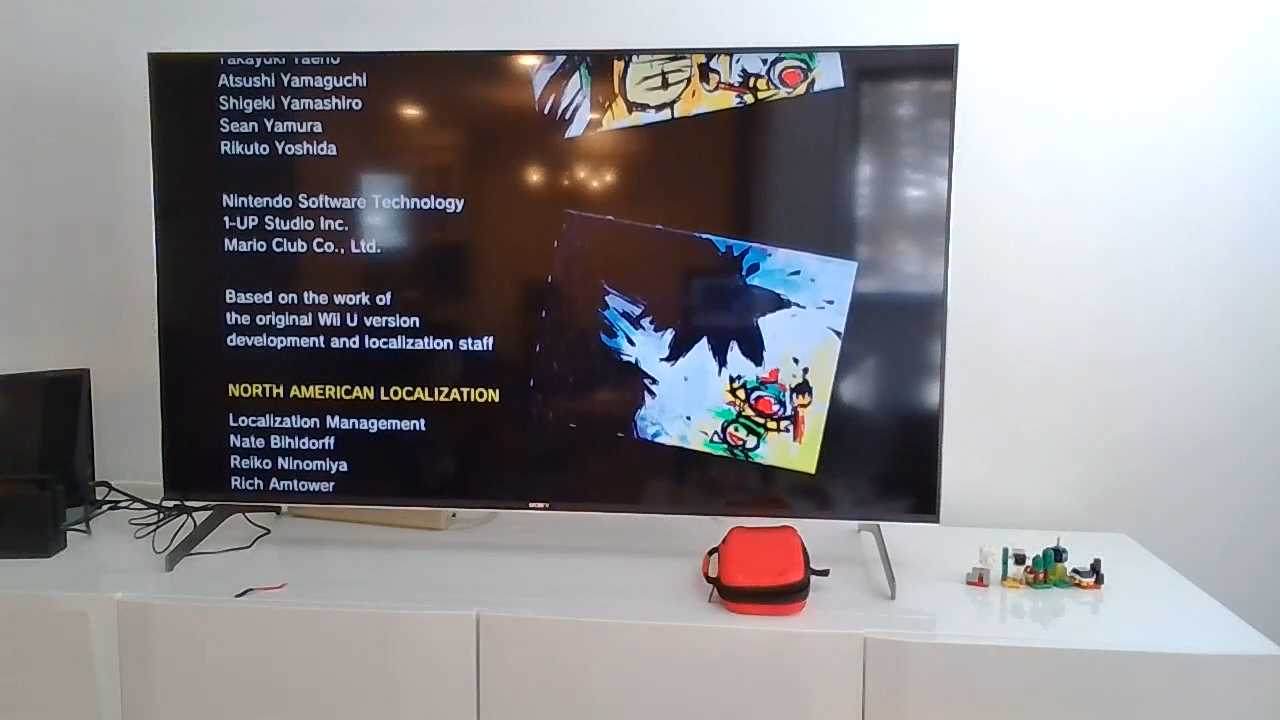 Atsushi Yamaguchi
Shigeki Yamashiro
Sean Yamura
Rikuto Yoshida
Nintendo Software Technology
1-UP Studio Inc.
Mario Club Co., Ltd.
Based on the work of
the original Wii U version
development and localization staff
NORTH AMERICAN LOCALIZATION
Localization Management
Nate Bihldorff
Reiko Ninomiya
Rich Amtower
SONY